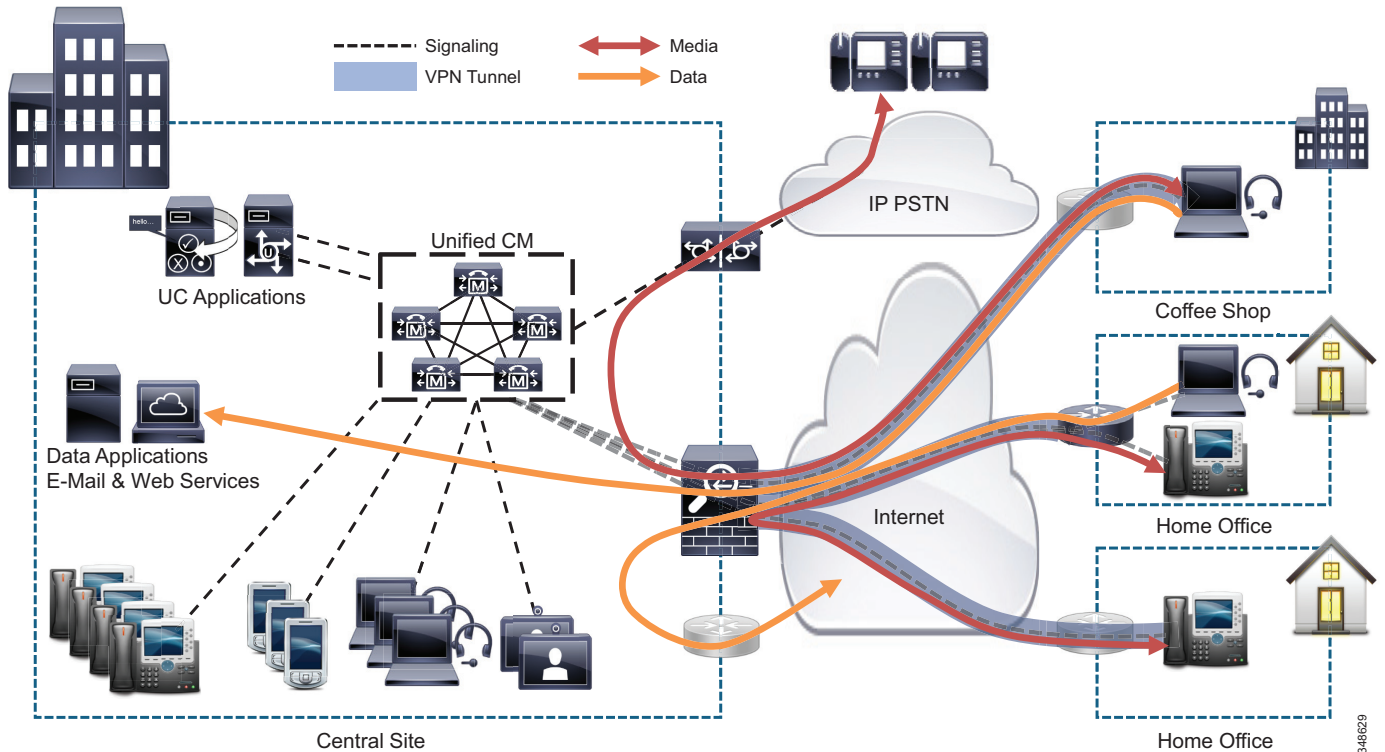 Signaling
Media
VPN Tunnel
Data
IP PSTN
hello...
U
Unified CM
M
M
M
M
M
UC Applications
Coffee Shop
Data Applications
E-Mail & Web Services
Internet
Home Office
Central Site
Home Office
348629